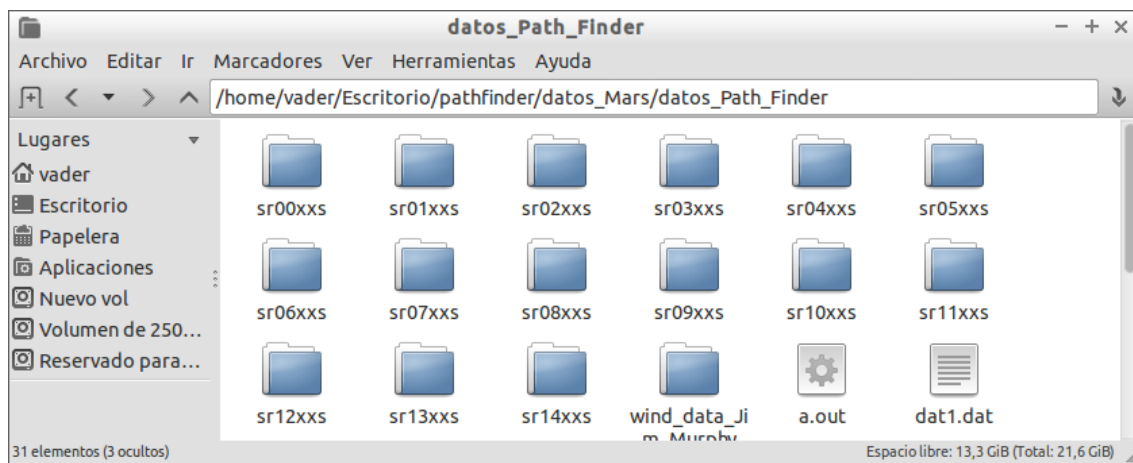 datos_Path_Finder
Archivo Editar Ir Marcadores Ver Herramientas Ayuda
/home/vader/Escritorio/pathfinder/datos_Mars/datos_Path_Finder
Lugares
vader
Escritorio
Papelera
Aplicaciones
Nuevo vol
Volumen de 250...
Reservado para...
sr00xxs sr01xxs sr02xxs sr03xxs sr04xxs sr05xxs
sr06xxs sr07xxs sr08xxs sr09xxs sr10xxs sr11xxs
sr12xxs sr13xxs sr14xxs wind_data_Ji a.out dat1.dat
m_Murphy
31 elementos (3 ocultos) Espacio libre: 13,3 GiB (Total: 21,6 GiB)